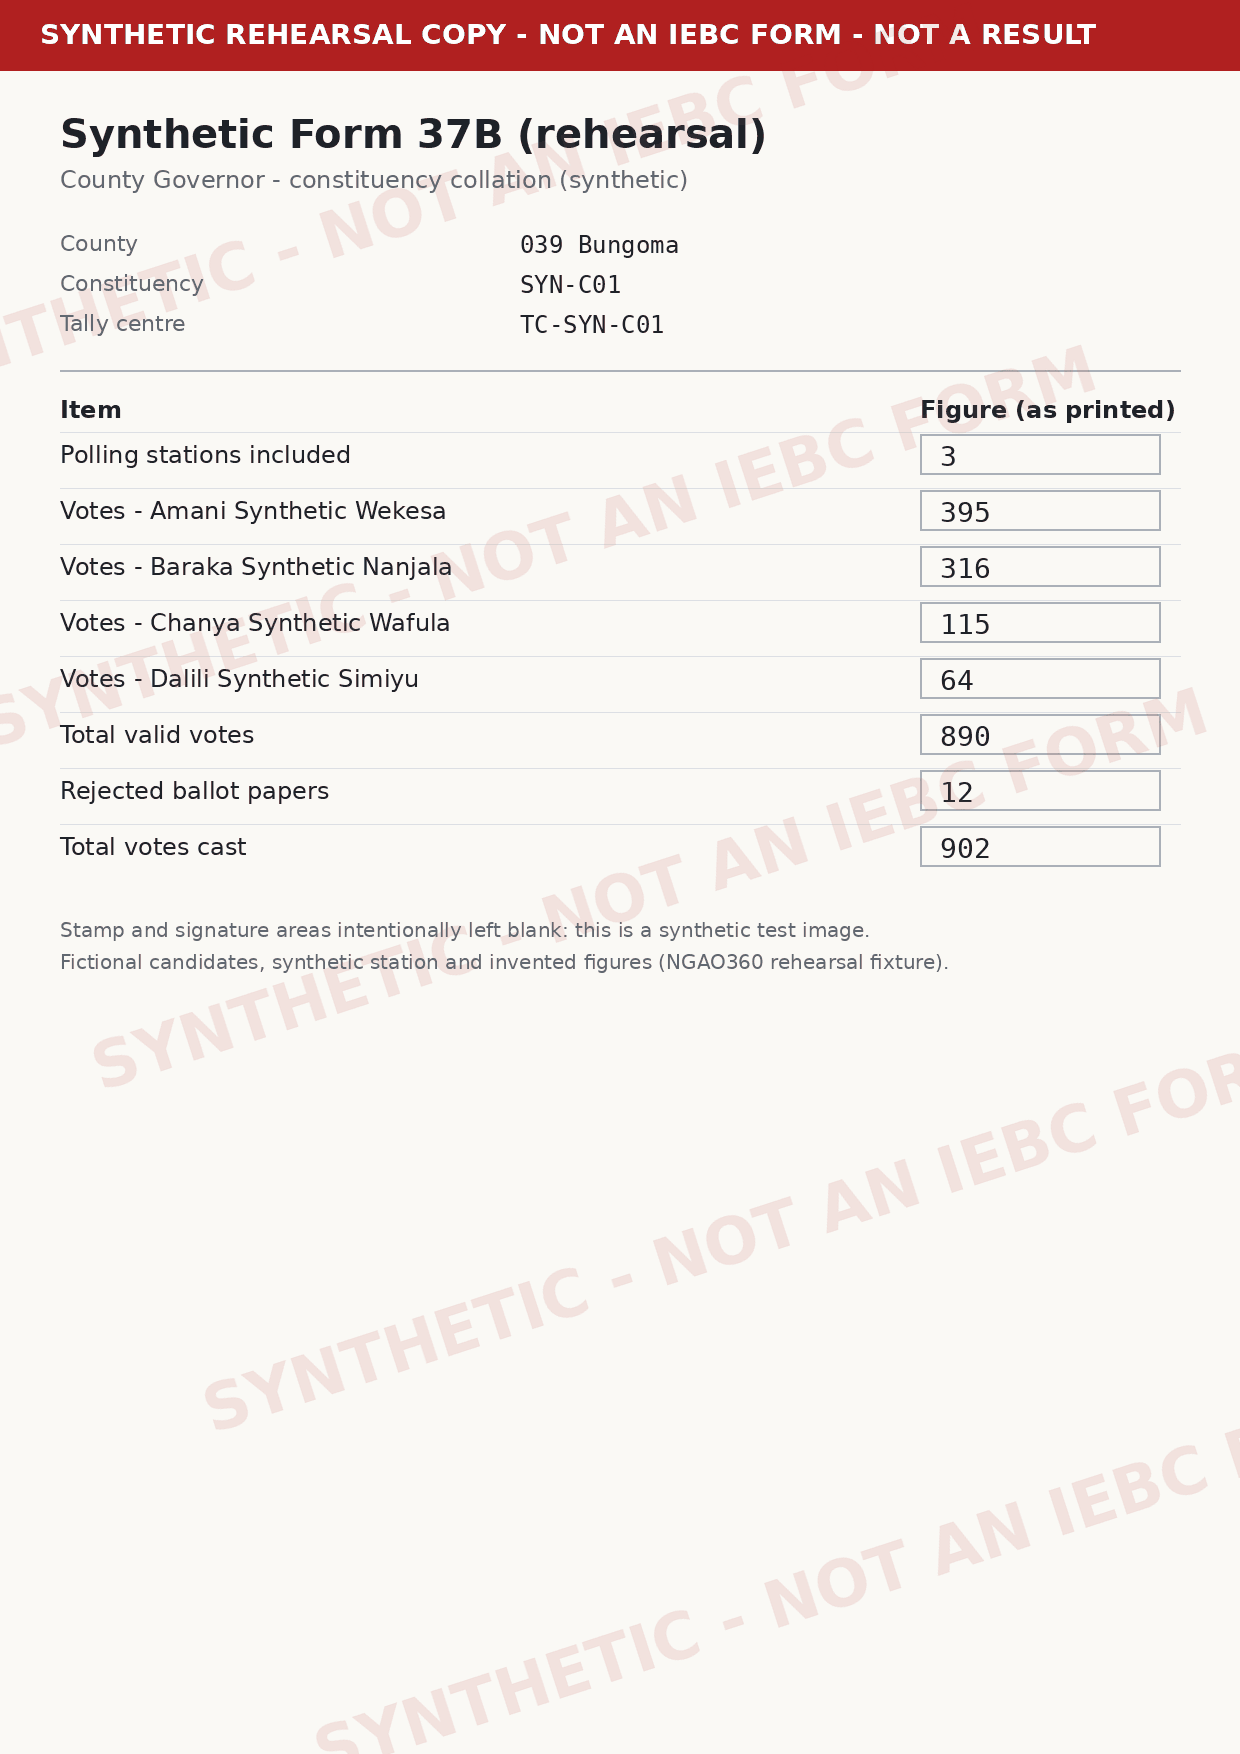 SYNTHETIC REHEARSAL COPY - NOT AN IEBC FORM - NOT A RESULT
Synthetic Form 37B (rehearsal)
County Governor - constituency collation (synthetic)
County 039 Bungoma
Constituency SYN-C01
Tally centre TC-SYN-C01
Item Figure (as printed)
Polling stations included 3
Votes - Amani Synthetic Wekesa 395
Votes - Baraka Synthetic Nanjala 316
Votes - Chanya Synthetic Wafula 115
Votes - Dalili Synthetic Simiyu 64
Total valid votes 890
Rejected ballot papers 12
Total votes cast 902
Stamp and signature areas intentionally left blank: this is a synthetic test image.
Fictional candidates, synthetic station and invented figures (NGAO360 rehearsal fixture).
SYNTHETIC - NOT AN IEBC FORM
SYNTHETIC - NOT AN IEBC FORM
SYNTHETIC - NOT AN IEBC FORM
SYNTHETIC - NOT AN IEBC FOR
SYNTHETIC - NOT AN IEBC